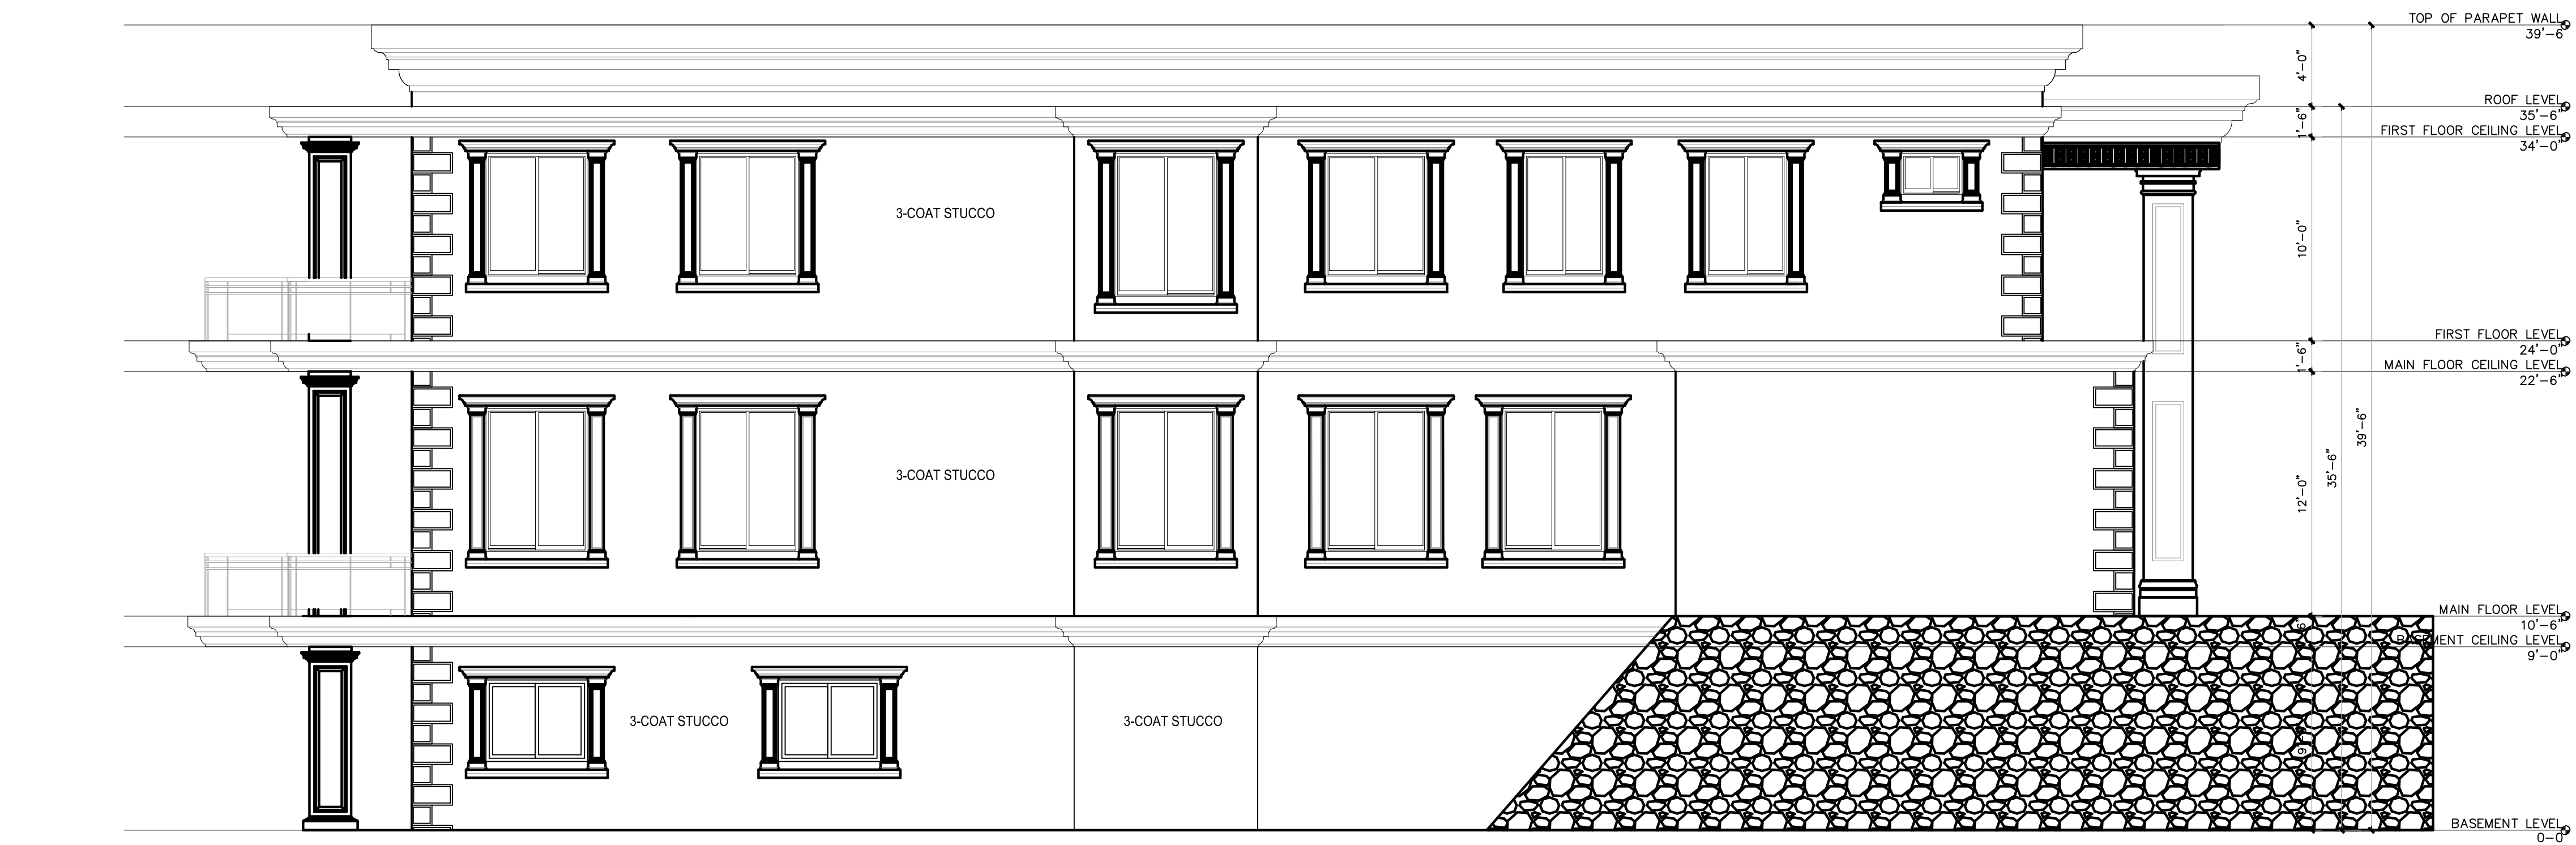 TOP OF PARAPET WALL
39'-6
4'-0"
ROOF LEVEL
35'-6"
1'-6"
FIRST FLOOR CEILING LEVEL
34'-0"
3-COAT STUCCO
10'-0"
FIRST FLOOR LEVEL
24'-0"
1'-6"
MAIN FLOOR CEILING LEVEL
22'-6"
39'-6"
35'-6"
3-COAT STUCCO
12'-0"
MAIN FLOOR LEVEL
10'-6"
BASEMENT CEILING LEVEL
9'-0"
3-COAT STUCCO
3-COAT STUCCO
BASEMENT LEVEL
0-0